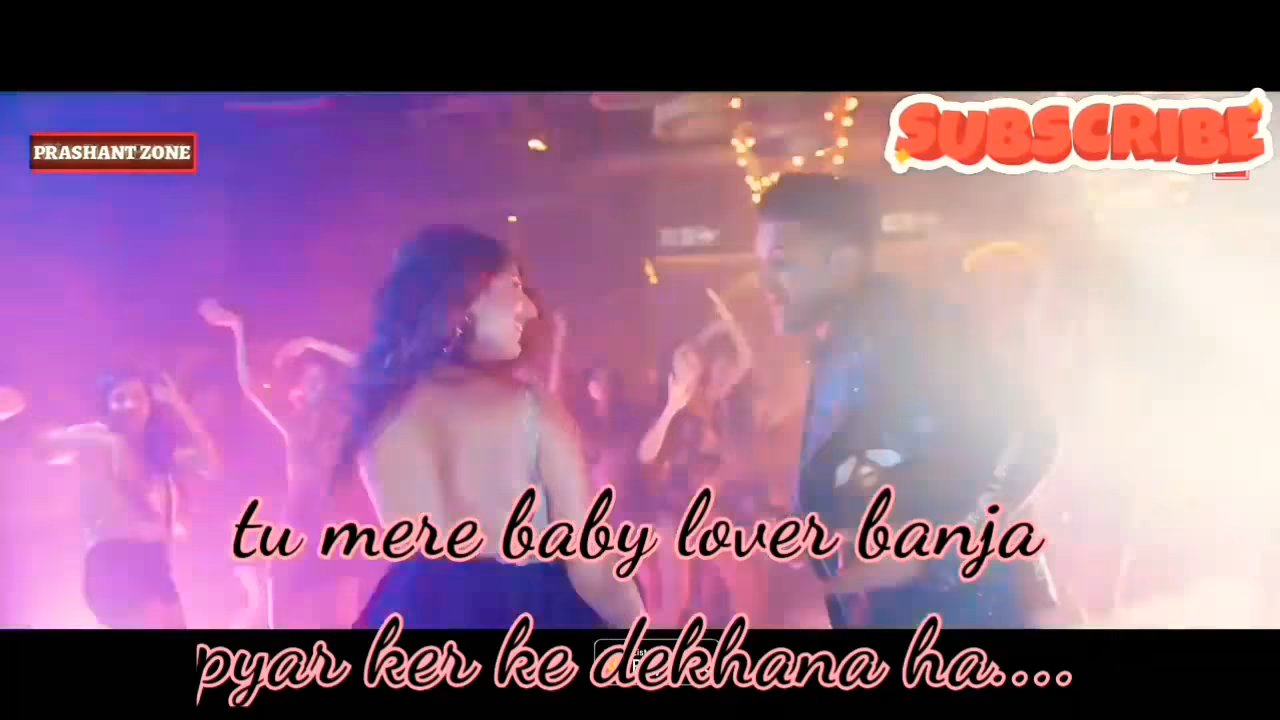 PRASHANT ZONE
SUBSCRIBE
tu mere baby lover banja
pyar ker ke dekhana ha....